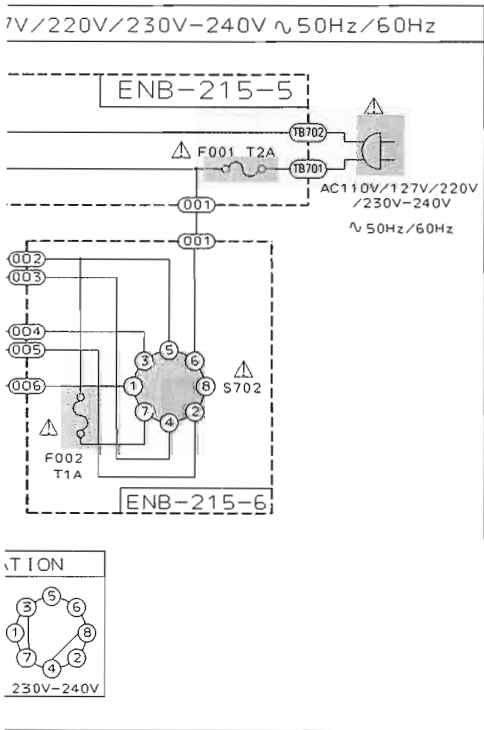 7V/220V/230V-240V ∿ 50Hz/60Hz
ENB-215-5
TB702
F001 T2A
TB701
AC110V/127V/220V
/230V-240V
∿ 50Hz/60Hz
001
001
002
003
004
005
006
5
3 6
1 8
7 2
4
S702
F002
T1A
ENB-215-6
ATION
5
3 6
1 8
7 2
4
230V-240V